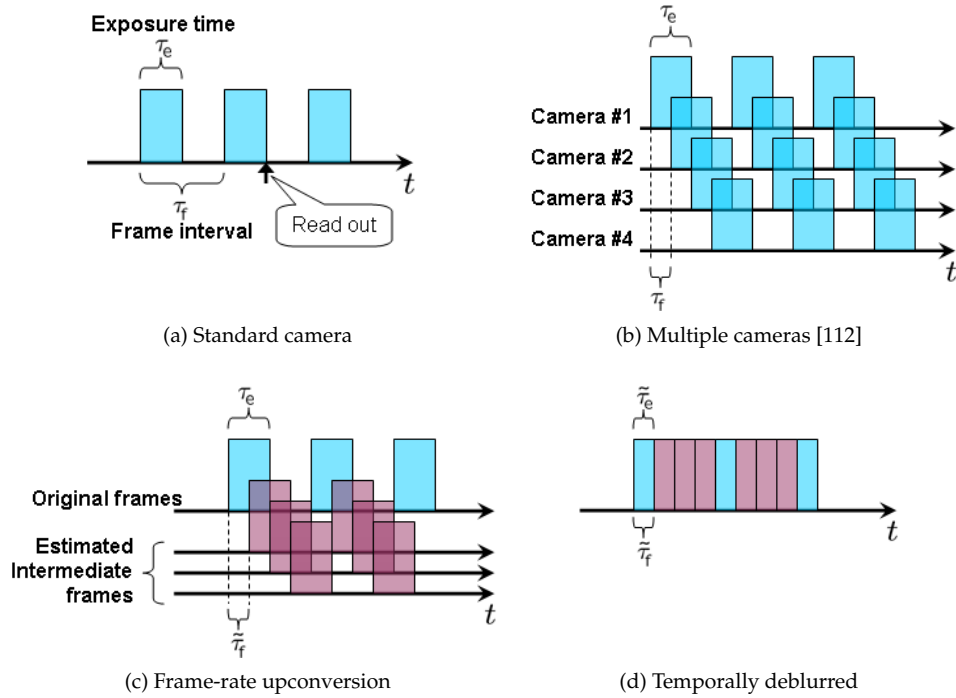 Exposure time
τe
τf
Frame interval
Read out
t
(a) Standard camera
τe
Camera #1
Camera #2
Camera #3
Camera #4
τf
t
(b) Multiple cameras [112]
τe
Original frames
Estimated
Intermediate
frames
τ̃f
t
(c) Frame-rate upconversion
τ̃e
τ̃f
t
(d) Temporally deblurred